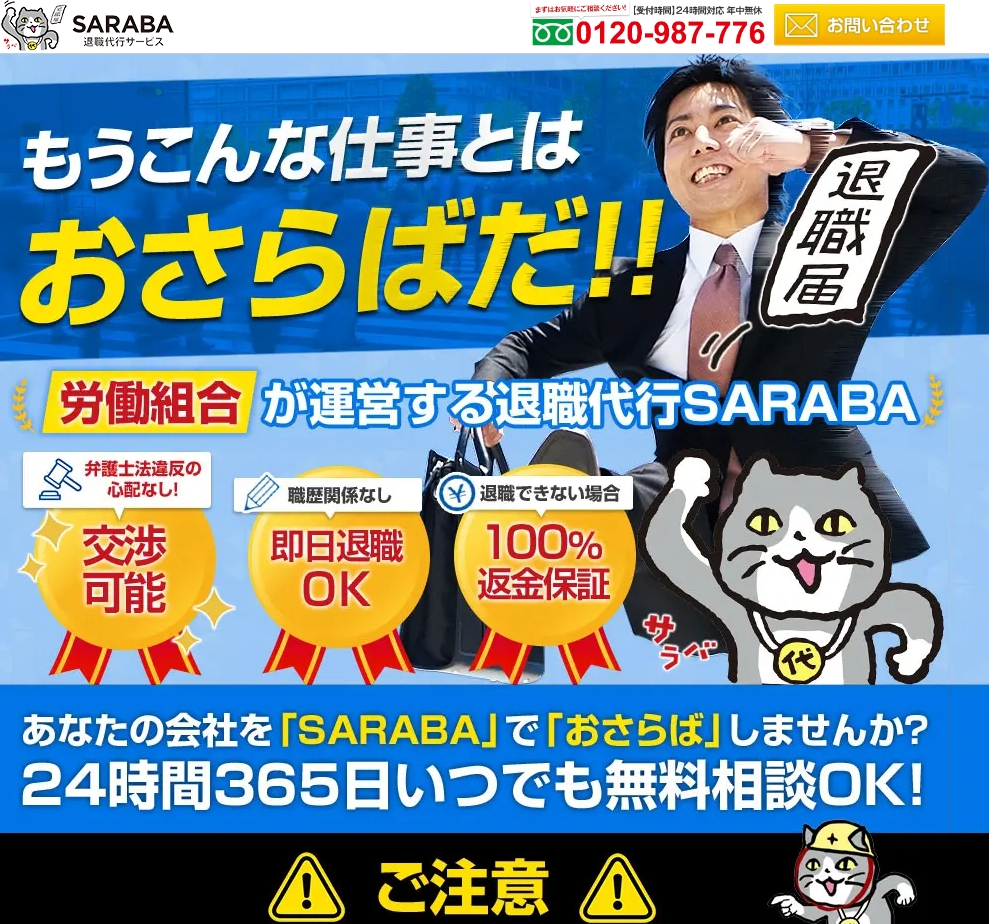 サラバ
退職届
代
SARABA
退職代行サービス
まずはお気軽にご相談ください!
【受付時間】24時間対応 年中無休
0120-987-776
お問い合わせ
もうこんな仕事とは
おさらばだ!!
退職届
労働組合が運営する退職代行SARABA
弁護士法違反の
心配なし!
交渉
可能
職歴関係なし
即日退職
OK
退職できない場合
100%
返金保証
サラバ
代
あなたの会社を「SARABA」で「おさらば」しませんか?
24時間365日いつでも無料相談OK!
ご注意